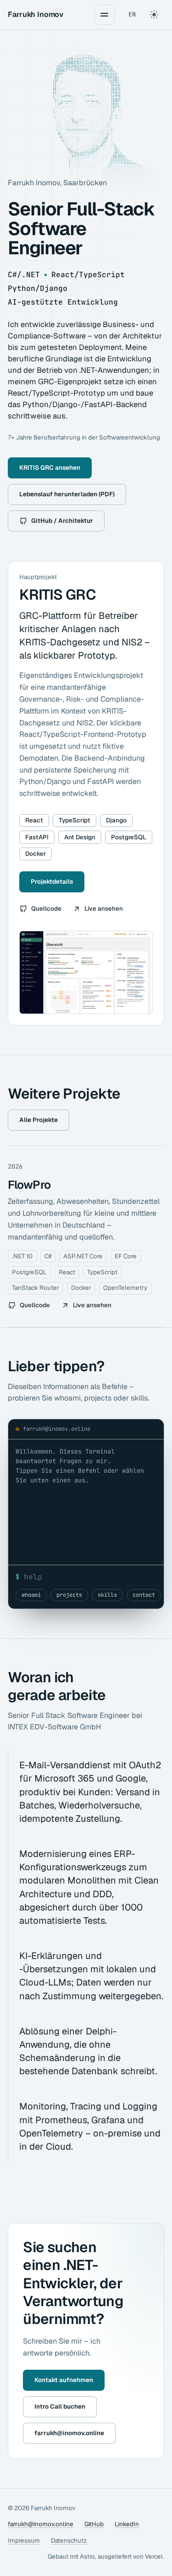 Farrukh Inomov
EN
Farrukh Inomov, Saarbrücken
Senior Full-Stack
Software
Engineer
C#/.NET • React/TypeScript
Python/Django
AI-gestützte Entwicklung
Ich entwickle zuverlässige Business- und
Compliance-Software – von der Architektur
bis zum getesteten Deployment. Meine
berufliche Grundlage ist die Entwicklung
und der Betrieb von .NET-Anwendungen; in
meinem GRC-Eigenprojekt setze ich einen
React/TypeScript-Prototyp um und baue
das Python/Django-/FastAPI-Backend
schrittweise aus.
7+ Jahre Berufserfahrung in der Softwareentwicklung
KRITIS GRC ansehen
Lebenslauf herunterladen (PDF)
GitHub / Architektur
Hauptprojekt
KRITIS GRC
GRC-Plattform für Betreiber
kritischer Anlagen nach
KRITIS-Dachgesetz und NIS2 –
als klickbarer Prototyp.
Eigenständiges Entwicklungsprojekt
für eine mandantenfähige
Governance-, Risk- und Compliance-
Plattform im Kontext von KRITIS-
Dachgesetz und NIS2. Der klickbare
React/TypeScript-Frontend-Prototyp
ist umgesetzt und nutzt fiktive
Demodaten. Die Backend-Anbindung
und persistente Speicherung mit
Python/Django und FastAPI werden
schrittweise entwickelt.
React TypeScript Django
FastAPI Ant Design PostgreSQL
Docker
Projektdetails
Quellcode Live ansehen
Übersicht
Weitere Projekte
Alle Projekte
2026
FlowPro
Zeiterfassung, Abwesenheiten, Stundenzettel
und Lohnvorbereitung für kleine und mittlere
Unternehmen in Deutschland –
mandantenfähig und quelloffen.
.NET 10 C# ASP.NET Core EF Core
PostgreSQL React TypeScript
TanStack Router Docker OpenTelemetry
Quellcode Live ansehen
Lieber tippen?
Dieselben Informationen als Befehle –
probieren Sie whoami, projects oder skills.
farrukh@inomov.online
Willkommen. Dieses Terminal
beantwortet Fragen zu mir.
Tippen Sie einen Befehl oder wählen
Sie unten einen aus.
$ help
whoami projects skills contact
Woran ich
gerade arbeite
Senior Full Stack Software Engineer bei
INTEX EDV-Software GmbH
E-Mail-Versanddienst mit OAuth2
für Microsoft 365 und Google,
produktiv bei Kunden: Versand in
Batches, Wiederholversuche,
idempotente Zustellung.
Modernisierung eines ERP-
Konfigurationswerkzeugs zum
modularen Monolithen mit Clean
Architecture und DDD,
abgesichert durch über 1000
automatisierte Tests.
KI-Erklärungen und
-Übersetzungen mit lokalen und
Cloud-LLMs; Daten werden nur
nach Zustimmung weitergegeben.
Ablösung einer Delphi-
Anwendung, die ohne
Schemaänderung in die
bestehende Datenbank schreibt.
Monitoring, Tracing und Logging
mit Prometheus, Grafana und
OpenTelemetry – on-premise und
in der Cloud.
Sie suchen
einen .NET-
Entwickler, der
Verantwortung
übernimmt?
Schreiben Sie mir – ich
antworte persönlich.
Kontakt aufnehmen
Intro Call buchen
farrukh@inomov.online
© 2026 Farrukh Inomov
farrukh@inomov.online GitHub LinkedIn
Impressum Datenschutz
Gebaut mit Astro, ausgeliefert von Vercel.